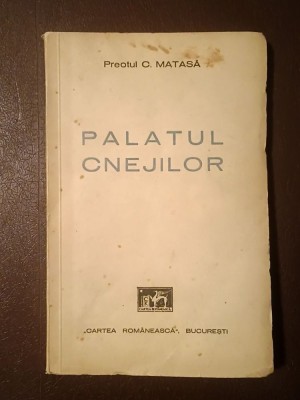 Preotul C. MATASĂ
PALATUL
CNEJILOR
„CARTEA ROMÂNEASCĂ”, BUCUREȘTI